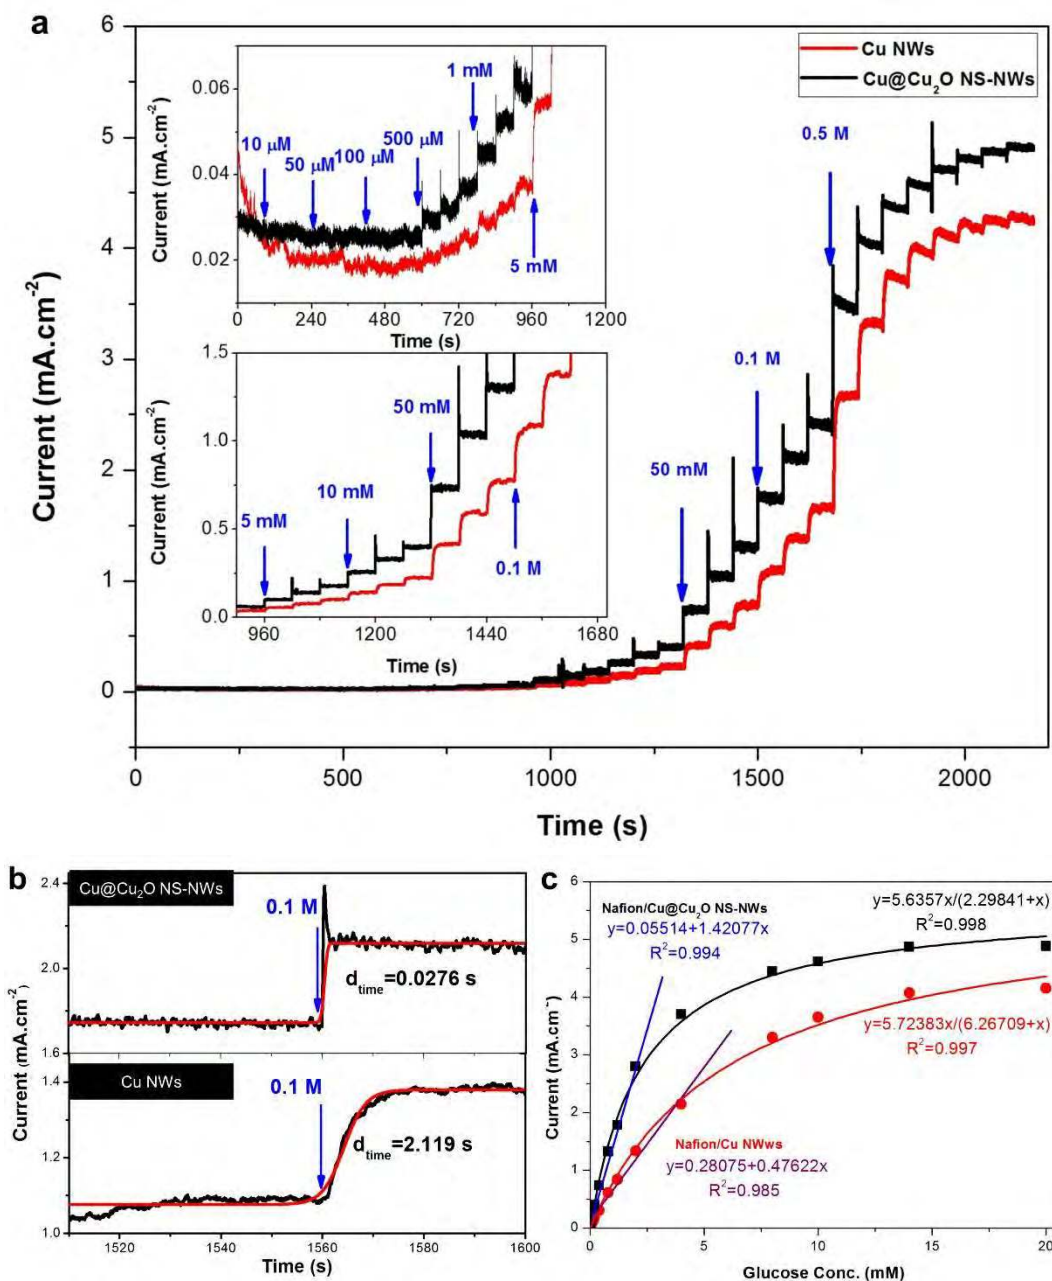 a
Cu NWs
Cu@Cu₂O NS-NWs
Current (mA.cm⁻²)
6
5
4
3
2
1
0
0.5 M
0.1 M
50 mM
0 500 1000 1500 2000
Time (s)
Current (mA.cm⁻²)
0.06
0.04
0.02
10 µM
50 µM
100 µM
500 µM
1 mM
5 mM
0 240 480 720 960 1200
Time (s)
Current (mA.cm⁻²)
1.5
1.0
0.5
0.0
5 mM
10 mM
50 mM
0.1 M
960 1200 1440 1680
Time (s)
b
Cu@Cu₂O NS-NWs
2.4
2.0
1.6
0.1 M
d_time=0.0276 s
Current (mA.cm⁻²)
Cu NWs
1.4
1.2
1.0
0.1 M
d_time=2.119 s
1520 1540 1560 1580 1600
Time (s)
c
Current (mA.cm⁻²)
6
5
4
3
2
1
0
Nafion/Cu@Cu₂O NS-NWs
y=0.05514+1.42077x
R²=0.994
y=5.6357x/(2.29841+x)
R²=0.998
y=5.72383x/(6.26709+x)
R²=0.997
Nafion/Cu NWws
y=0.28075+0.47622x
R²=0.985
0 5 10 15 20
Glucose Conc. (mM)